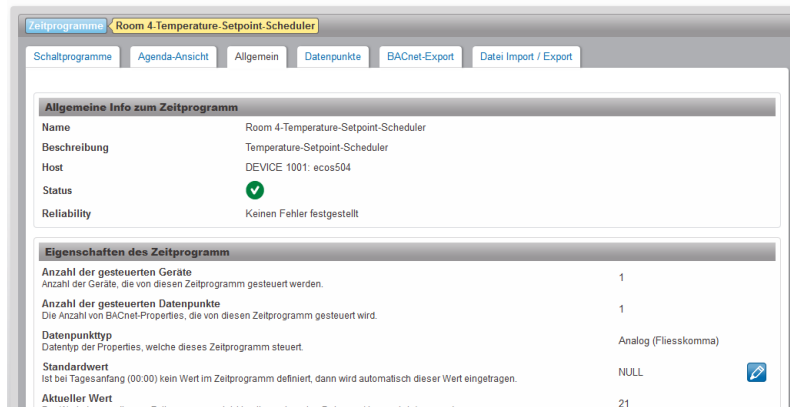 Zeitprogramme Room 4-Temperature-Setpoint-Scheduler
Schaltprogramme Agenda-Ansicht Allgemein Datenpunkte BACnet-Export Datei Import / Export
Allgemeine Info zum Zeitprogramm
Name Room 4-Temperature-Setpoint-Scheduler
Beschreibung Temperature-Setpoint-Scheduler
Host DEVICE 1001: ecos504
Status
Reliability Keinen Fehler festgestellt
Eigenschaften des Zeitprogramm
Anzahl der gesteuerten Geräte
Anzahl der Geräte, die von diesen Zeitprogramm gesteuert werden.
1
Anzahl der gesteuerten Datenpunkte
Die Anzahl von BACnet-Properties, die von diesen Zeitprogramm gesteuert wird.
1
Datenpunkttyp
Datentyp der Properties, welche dieses Zeitprogramm steuert.
Analog (Fliesskomma)
Standardwert
Ist bei Tagesanfang (00:00) kein Wert im Zeitprogramm definiert, dann wird automatisch dieser Wert eingetragen.
NULL
Aktueller Wert
21